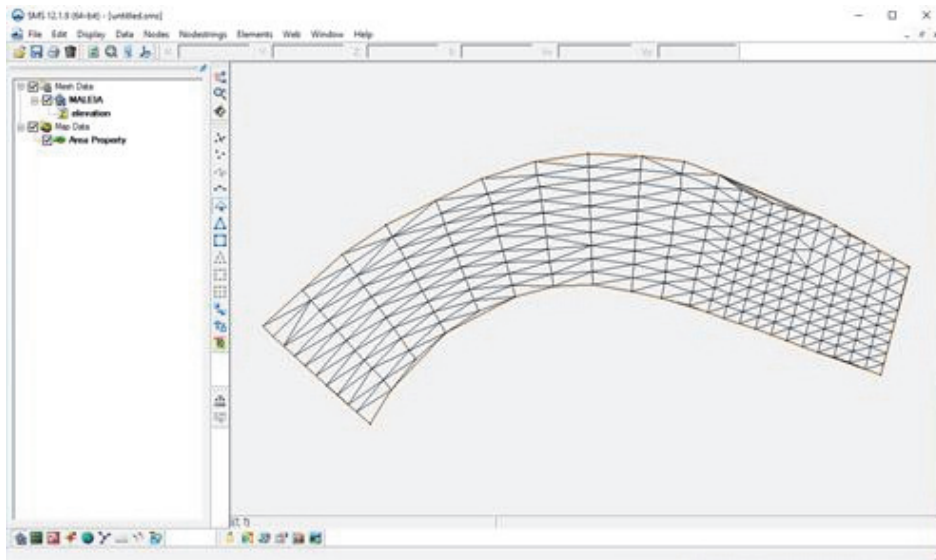 SMS 12.1.8 (64-bit) - [untitled.sms]
File Edit Display Data Nodes Nodestrings Elements Web Window Help
Mesh Data
MALEIA
elevation
Map Data
Area Property